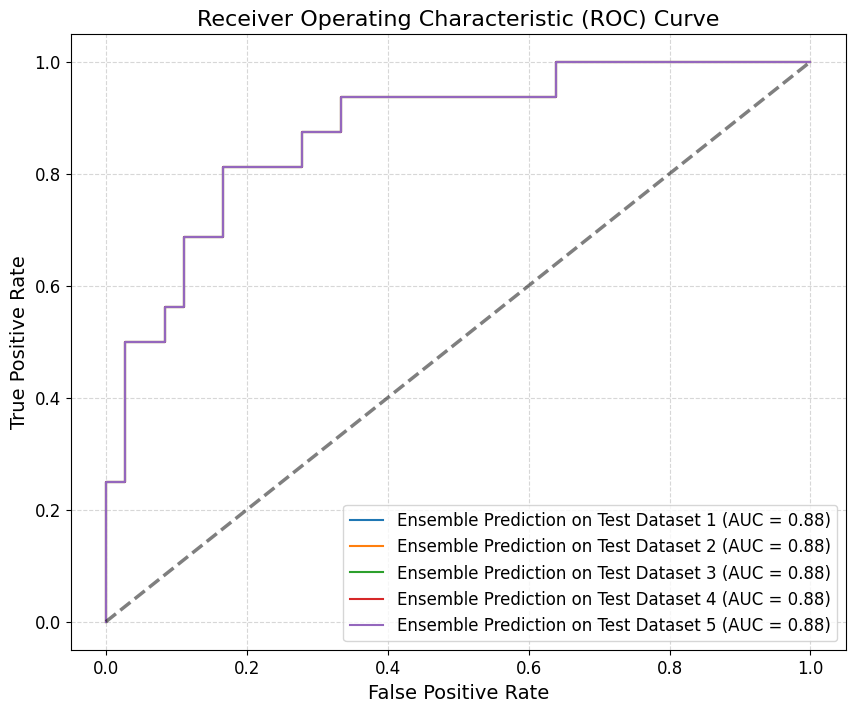 Receiver Operating Characteristic (ROC) Curve
True Positive Rate
1.0
0.8
0.6
0.4
0.2
0.0
Ensemble Prediction on Test Dataset 1 (AUC = 0.88)
Ensemble Prediction on Test Dataset 2 (AUC = 0.88)
Ensemble Prediction on Test Dataset 3 (AUC = 0.88)
Ensemble Prediction on Test Dataset 4 (AUC = 0.88)
Ensemble Prediction on Test Dataset 5 (AUC = 0.88)
0.0 0.2 0.4 0.6 0.8 1.0
False Positive Rate